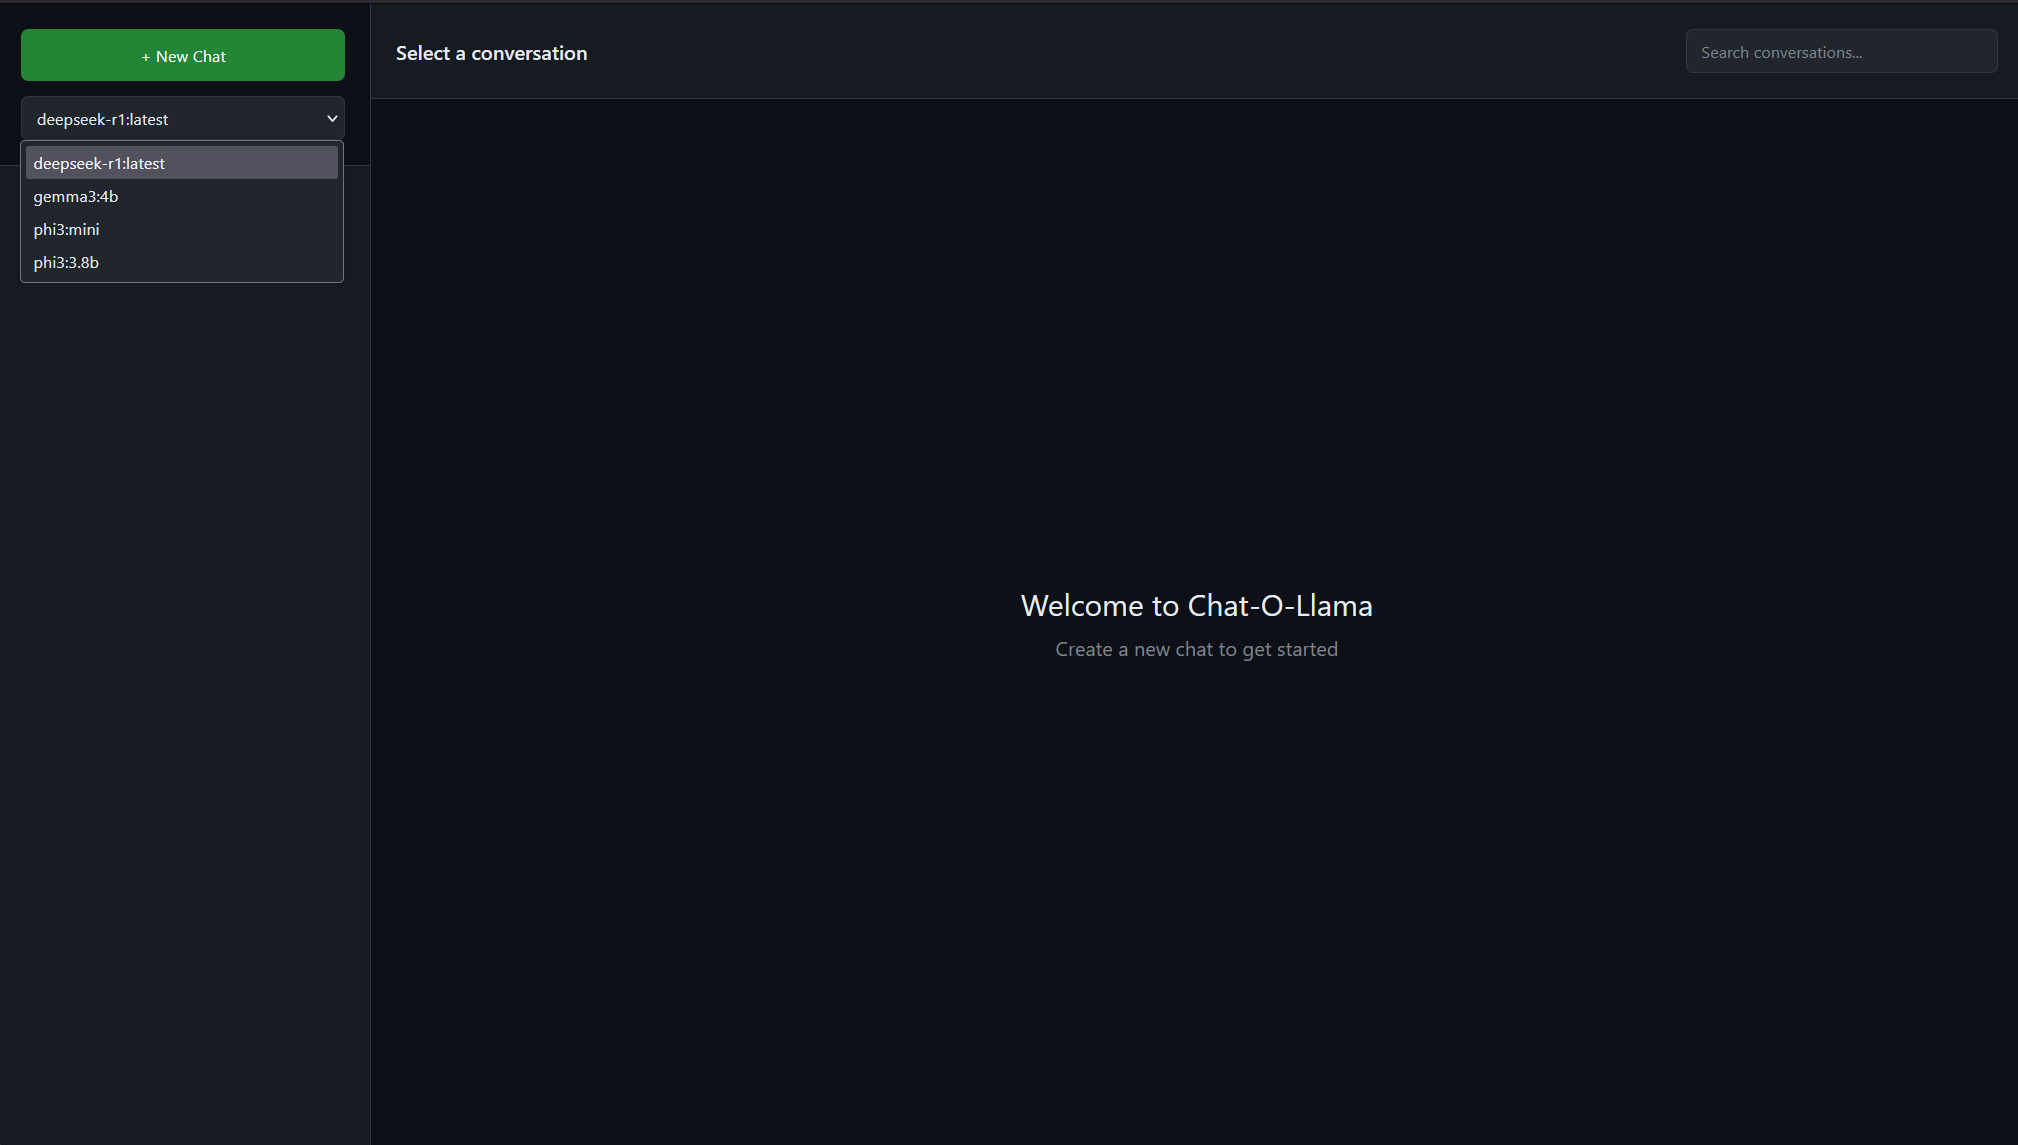 + New Chat
deepseek-r1:latest
deepseek-r1:latest
gemma3:4b
phi3:mini
phi3:3.8b
Select a conversation
Search conversations...
Welcome to Chat-O-Llama
Create a new chat to get started